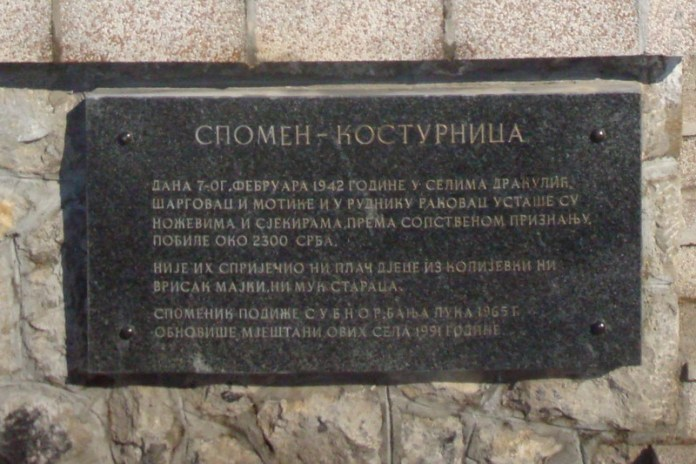 СПОМЕН-КОСТУРНИЦА
ДАНА 7-ОГ. ФЕБРУАРА 1942 ГОДИНЕ У СЕЛИМА ДРАКУЛИЋ,
ШАРГОВАЦ И МОТИКЕ И У РУДНИКУ РАКОВАЦ УСТАШЕ СУ
НОЖЕВИМА И СЈЕКИРАМА, ПРЕМА СОПСТВЕНОМ ПРИЗНАЊУ,
ПОБИЛЕ ОКО 2300 СРБА.
НИЈЕ ИХ СПРИЈЕЧИО НИ ПЛАЧ ДЈЕЦЕ ИЗ КОЛИЈЕВКИ НИ
ВРИСАК МАЈКИ, НИ МУК СТАРАЦА.
СПОМЕНИК ПОДИЖЕ С У Б Н О Р, БАЊА ЛУКА 1965 Г.
ОБНОВИШЕ МЈЕШТАНИ ОВИХ СЕЛА 1991 ГОДИНЕ